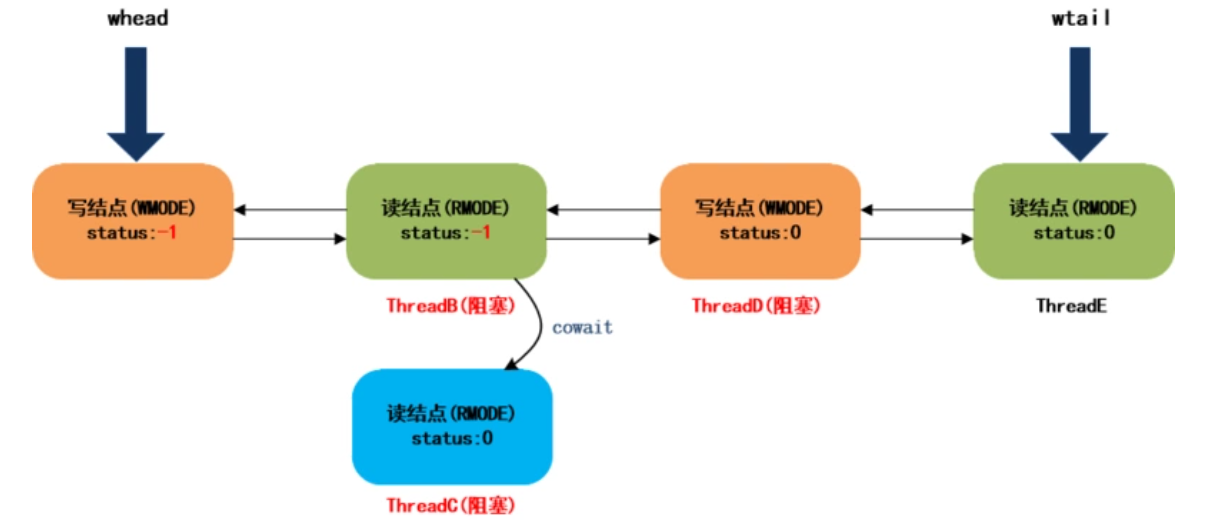 whead
wtail
写结点(WMODE)
status:-1
读结点(RMODE)
status:-1
写结点(WMODE)
status:0
读结点(RMODE)
status:0
ThreadB(阻塞)
ThreadD(阻塞)
ThreadE
cowait
读结点(RMODE)
status:0
ThreadC(阻塞)